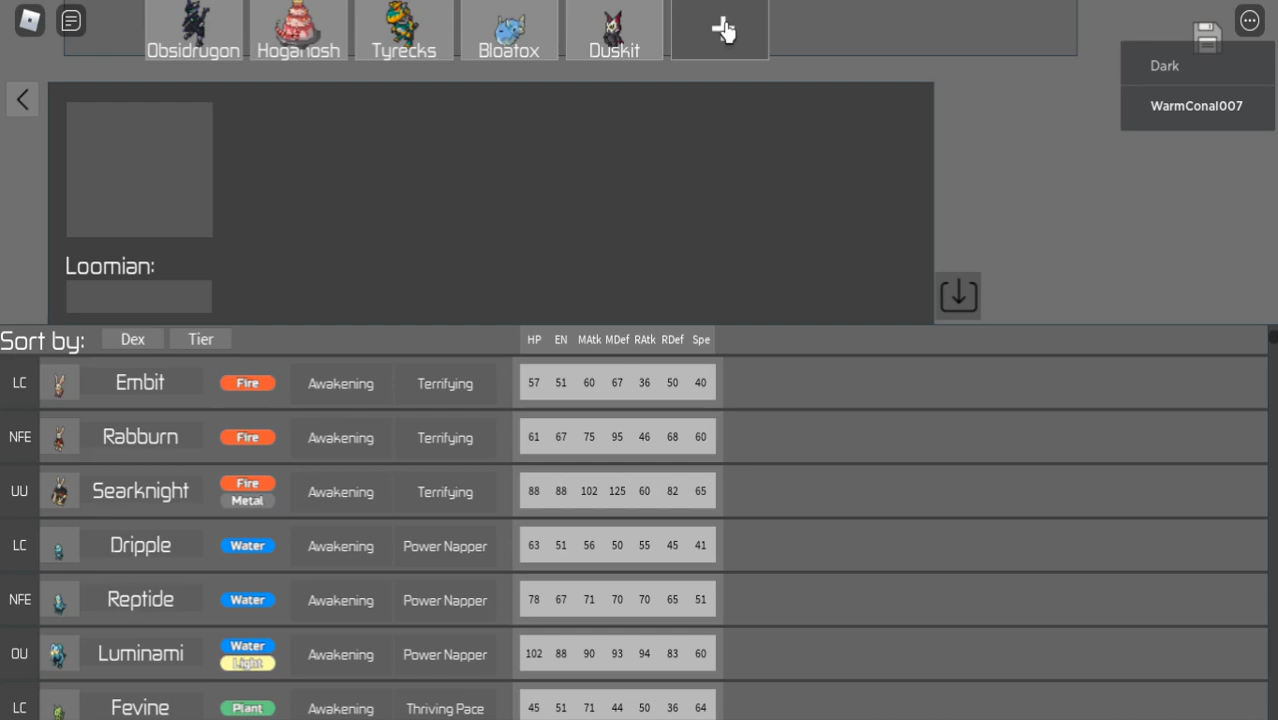 Obsidrugon Hoganosh Tyrecks Bloatox Duskit
Dark
WarmConal007
Loomian:
Sort by: Dex Tier HP EN MAtk MDef RAtk RDef Spe
LC Embit Fire Awakening Terrifying 57 51 60 67 36 50 40
NFE Rabburn Fire Awakening Terrifying 61 67 75 95 46 68 60
UU Searknight Fire Metal Awakening Terrifying 88 88 102 125 60 82 65
LC Dripple Water Awakening Power Napper 63 51 56 50 55 45 41
NFE Reptide Water Awakening Power Napper 78 67 71 70 70 65 51
OU Luminami Water Light Awakening Power Napper 102 88 90 93 94 83 60
LC Fevine Plant Awakening Thriving Pace 45 51 71 44 50 36 64